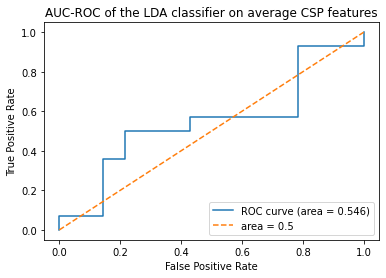 AUC-ROC of the LDA classifier on average CSP features
True Positive Rate
1.0
0.8
0.6
0.4
0.2
0.0
ROC curve (area = 0.546)
area = 0.5
0.0 0.2 0.4 0.6 0.8 1.0
False Positive Rate